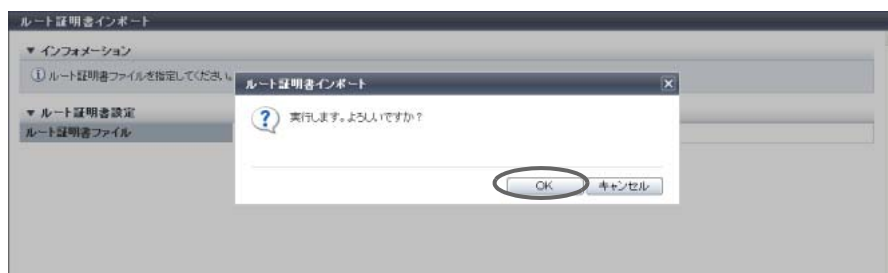 ルート証明書インポート
▼ インフォメーション
ルート証明書ファイルを指定してください。
ルート証明書インポート
実行します。よろしいですか?
▼ ルート証明書設定
ルート証明書ファイル
OK キャンセル